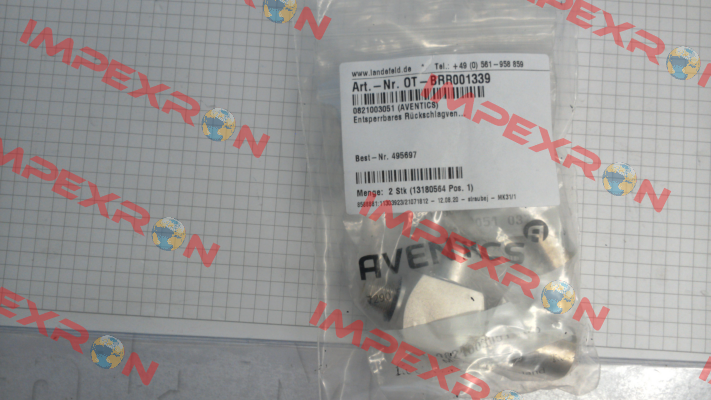 www.landefeld.de • Tel.: +49 (0) 561-958 859
Art.-Nr. OT-BRR001339
0821003051 (AVENTICS)
Entsperrbares Rückschlagven...
Best-Nr. 495697
Menge: 2 Stk (13180564 Pos. 1)
AVENTICS
IMPEXRON
IMPEXRON
IMPEXRON
IMPEXRON
IMPEXRON
IMPEXRON